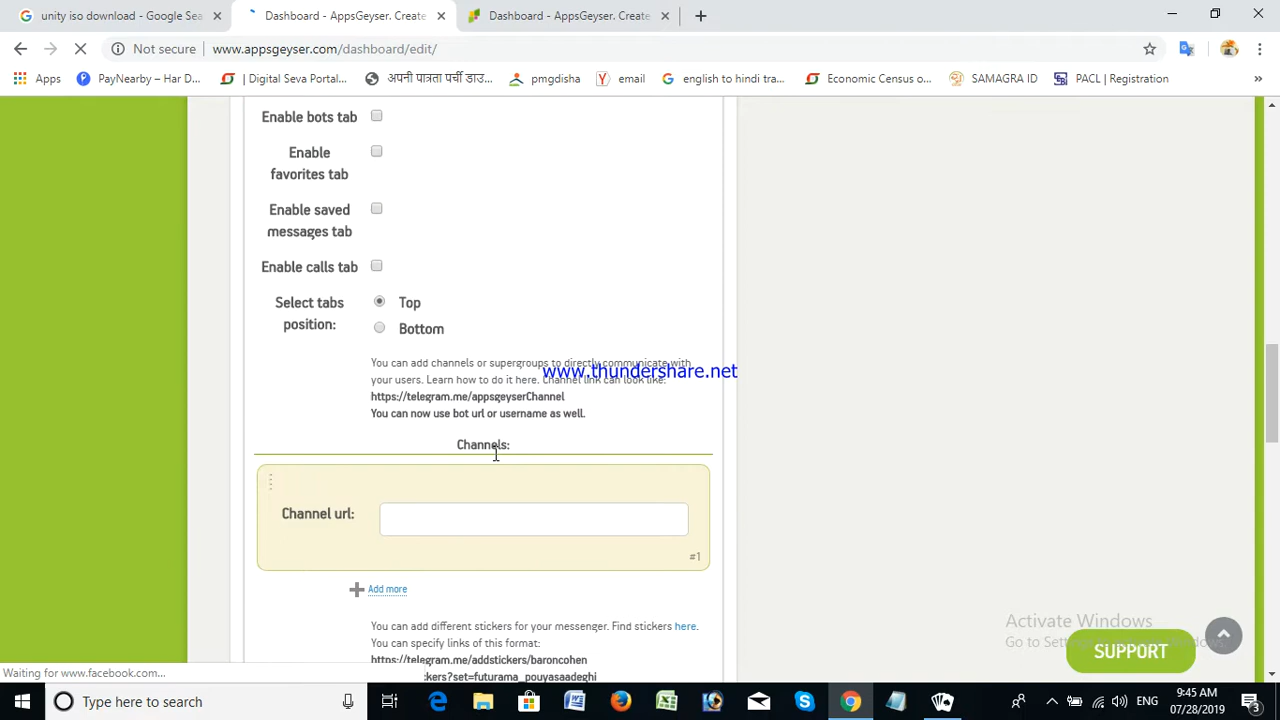 unity iso download - Google Sea
Dashboard - AppsGeyser. Create
Dashboard - AppsGeyser. Create
Not secure
www.appsgeyser.com/dashboard/edit/
Apps
PayNearby – Har D...
| Digital Seva Portal...
अपनी पात्रता पर्ची डाउ...
pmgdisha
email
english to hindi tra...
Economic Census o...
SAMAGRA ID
PACL | Registration
»
Enable bots tab
Enable
favorites tab
Enable saved
messages tab
Enable calls tab
Select tabs
position:
Top
Bottom
You can add channels or supergroups to directly communicate with
your users. Learn how to do it here. Channel link can look like:
www.thundershare.net
https://telegram.me/appsgeyserChannel
You can now use bot url or username as well.
Channels:
Channel url:
#1
Add more
You can add different stickers for your messenger. Find stickers here.
You can specify links of this format:
https://telegram.me/addstickers/baroncohen
ckers?set=futurama_pouyasaadeghi
Activate Windows
Go to Set
SUPPORT
Waiting for www.facebook.com...
Type here to search
ENG
9:45 AM
07/28/2019
3